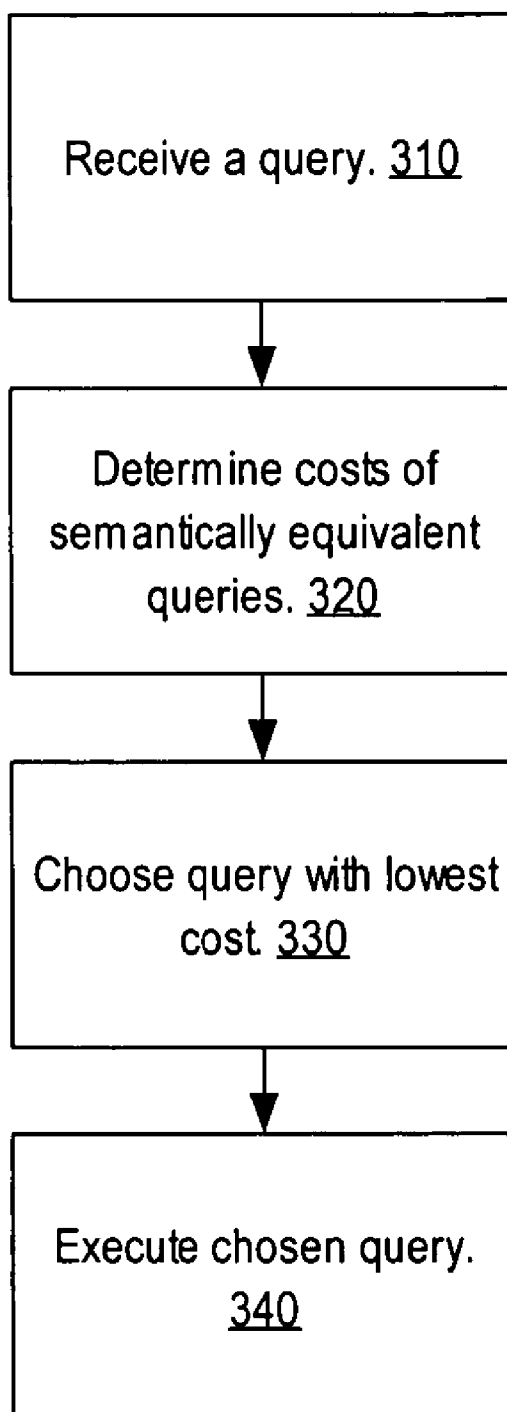 Receive a query. 310
Determine costs of
semantically equivalent
queries. 320
Choose query with lowest
cost. 330
Execute chosen query.
340